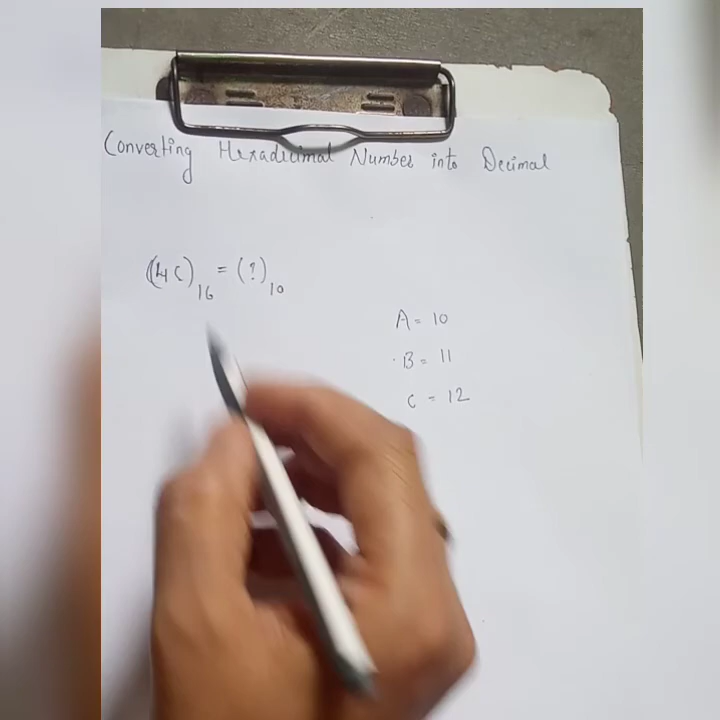 Converting Hexadecimal Number into Decimal
(4C)16 = (?)10
A = 10
B = 11
C = 12